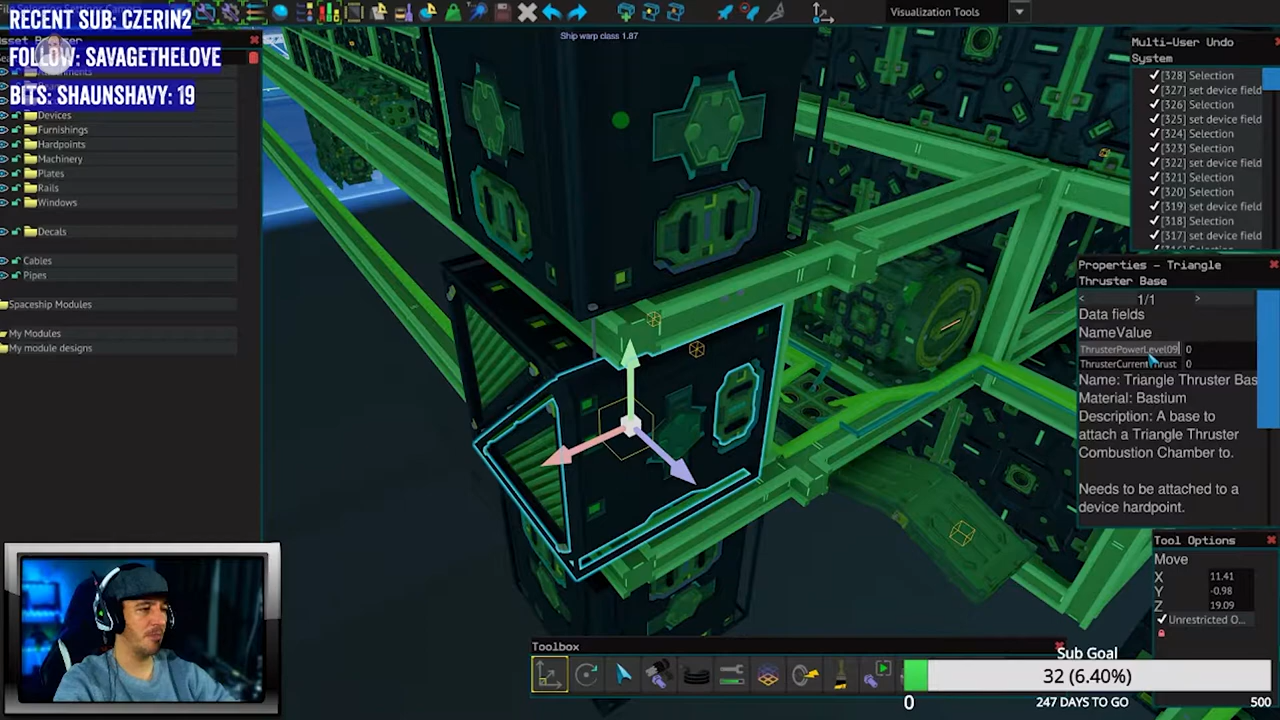 RECENT SUB: CZERIN2
FOLLOW: SAVAGETHELOVE
BITS: SHAUNSHAVY: 19
Devices
Furnishings
Hardpoints
Machinery
Plates
Rails
Windows
Decals
Cables
Pipes
Spaceship Modules
My Modules
My module designs
Ship warp class 1.87
Visualization Tools
Multi-User Undo
System
[328] Selection
[327] set device field
[326] Selection
[325] set device field
[324] Selection
[323] Selection
[322] set device field
[321] Selection
[320] Selection
[319] set device field
[318] Selection
[317] set device field
Properties - Triangle
Thruster Base
< 1/1 >
Data fields
NameValue
ThrusterPowerLevel09 0
ThrusterCurrentThrust 0
Name: Triangle Thruster Bas
Material: Bastium
Description: A base to
attach a Triangle Thruster
Combustion Chamber to.
Needs to be attached to a
device hardpoint.
Tool Options
Move
X 11.41
Y -0.98
Z 19.09
Unrestricted O...
Toolbox
Sub Goal
32 (6.40%)
0 247 DAYS TO GO 500